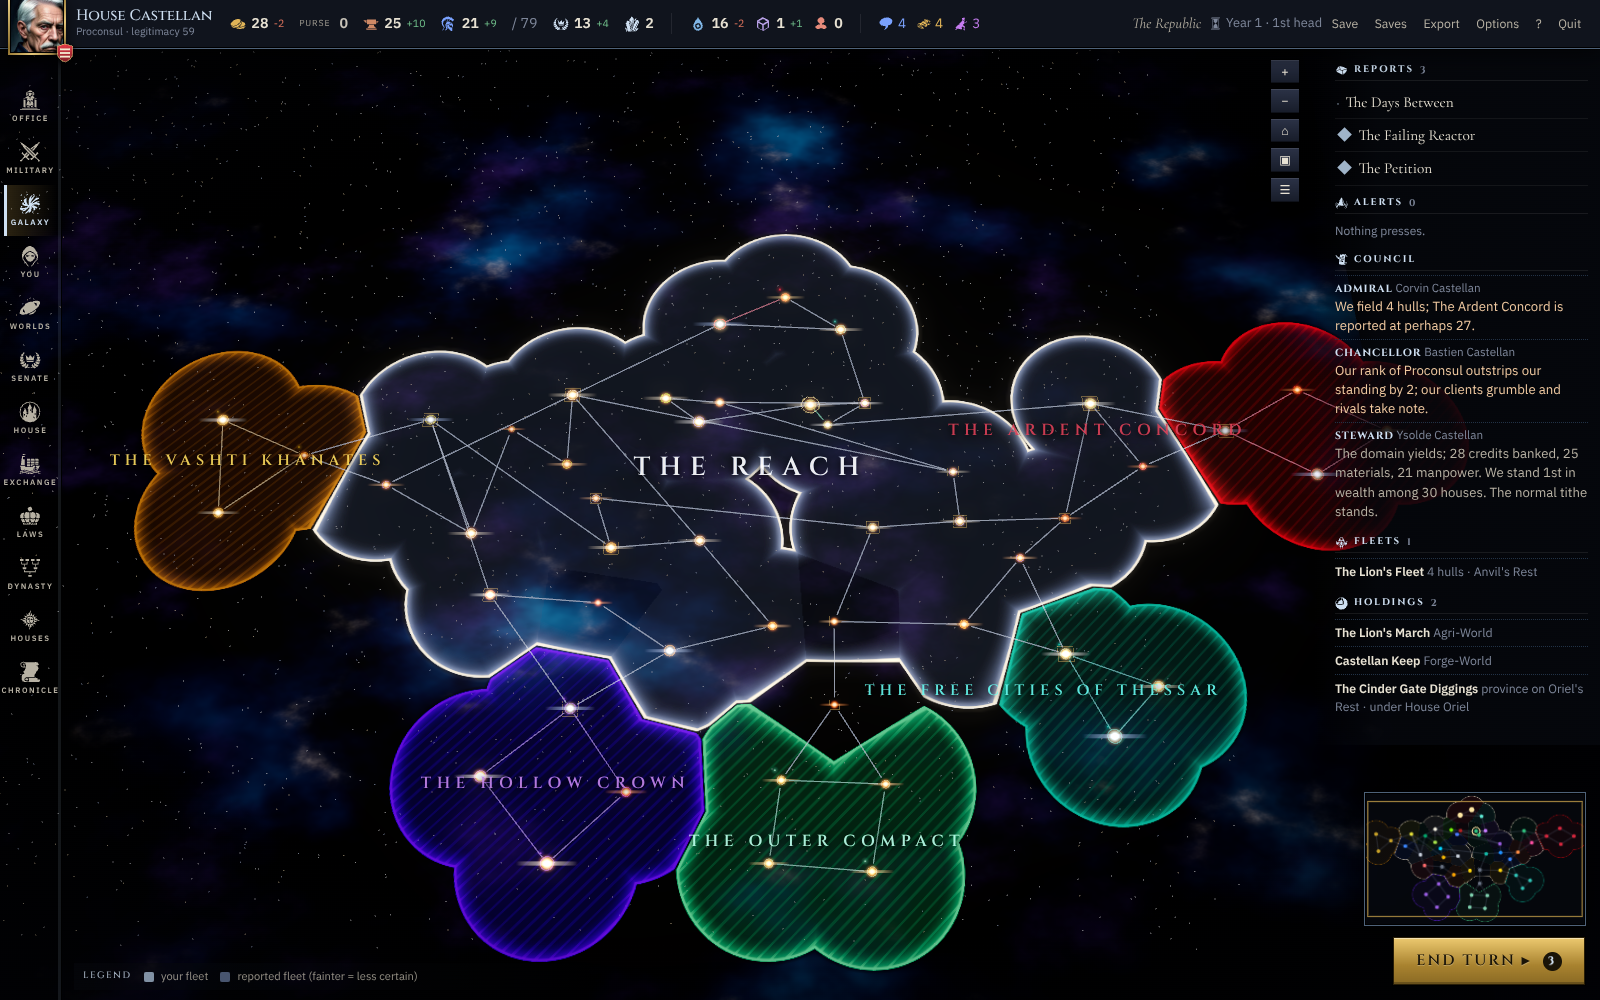 HOUSE CASTELLAN
Proconsul · legitimacy 59
28 -2 PURSE 0 25 +10 21 +9 / 79 13 +4 2 16 -2 1 +1 0 4 4 3
The Republic Year 1 · 1st head Save Saves Export Options ? Quit
OFFICE
MILITARY
GALAXY
YOU
WORLDS
SENATE
HOUSE
EXCHANGE
LAWS
DYNASTY
HOUSES
CHRONICLE
THE VASHTI KHANATES
THE REACH
THE ARDENT CONCORD
THE FREE CITIES OF THESSAR
THE HOLLOW CROWN
THE OUTER COMPACT
LEGEND your fleet reported fleet (fainter = less certain)
+
−
REPORTS 3
· The Days Between
The Failing Reactor
The Petition
ALERTS 0
Nothing presses.
COUNCIL
ADMIRAL Corvin Castellan
We field 4 hulls; The Ardent Concord is
reported at perhaps 27.
CHANCELLOR Bastien Castellan
Our rank of Proconsul outstrips our
standing by 2; our clients grumble and
rivals take note.
STEWARD Ysolde Castellan
The domain yields; 28 credits banked, 25
materials, 21 manpower. We stand 1st in
wealth among 30 houses. The normal tithe
stands.
FLEETS 1
The Lion's Fleet 4 hulls · Anvil's Rest
HOLDINGS 2
The Lion's March Agri-World
Castellan Keep Forge-World
The Cinder Gate Diggings province on Oriel's
Rest · under House Oriel
END TURN ▸ 3